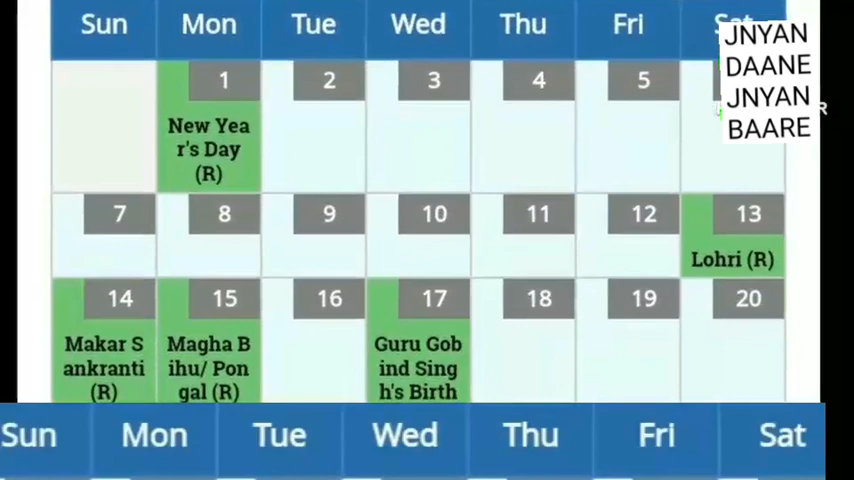 Sun Mon Tue Wed Thu Fri
JNYAN
DAANE
JNYAN
BAARE
1 2 3 4 5
New Yea
r's Day
(R)
7 8 9 10 11 12 13
Lohri (R)
14 15 16 17 18 19 20
Makar S
ankranti
(R)
Magha B
ihu/ Pon
gal (R)
Guru Gob
ind Sing
h's Birth
Sun Mon Tue Wed Thu Fri Sat